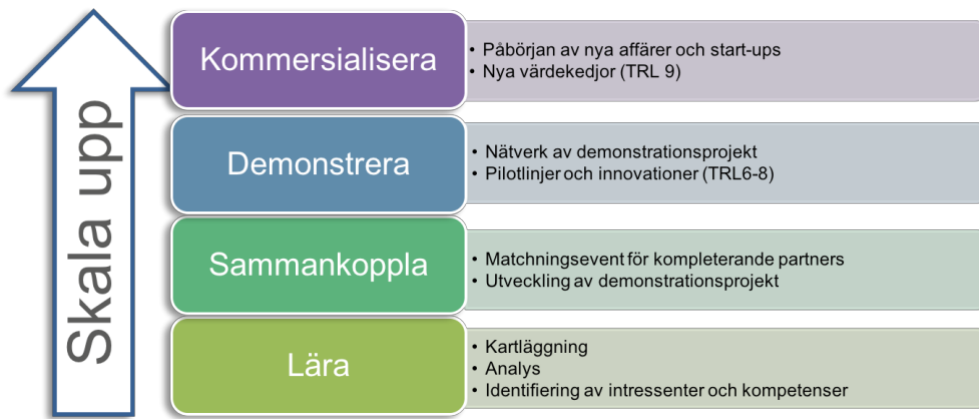 Skala upp
Kommersialisera
• Påbörjan av nya affärer och start-ups
• Nya värdekedjor (TRL 9)
Demonstrera
• Nätverk av demonstrationsprojekt
• Pilotlinjer och innovationer (TRL6-8)
Sammankoppla
• Matchningsevent för kompleterande partners
• Utveckling av demonstrationsprojekt
Lära
• Kartläggning
• Analys
• Identifiering av intressenter och kompetenser